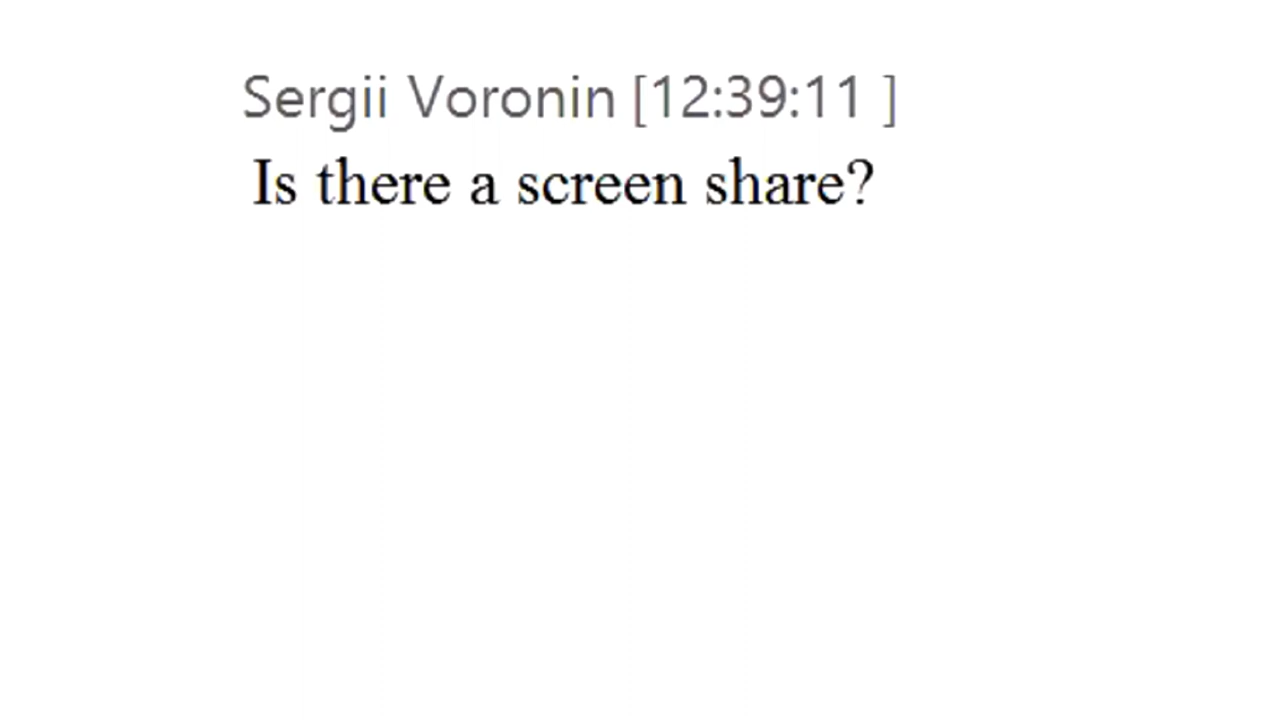 Sergii Voronin [12:39:11 ]
Is there a screen share?